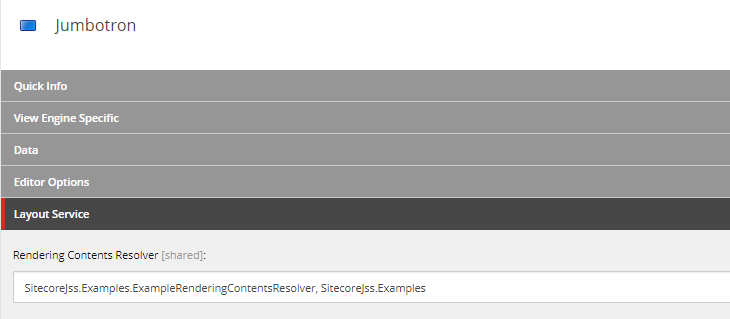 Jumbotron
Quick Info
View Engine Specific
Data
Editor Options
Layout Service
Rendering Contents Resolver [shared]:
SitecoreJss.Examples.ExampleRenderingContentsResolver, SitecoreJss.Examples